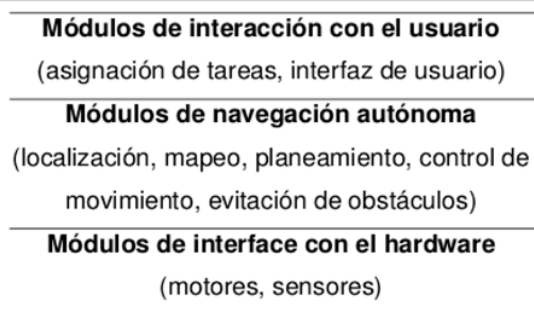 Módulos de interacción con el usuario
(asignación de tareas, interfaz de usuario)
Módulos de navegación autónoma
(localización, mapeo, planeamiento, control de
movimiento, evitación de obstáculos)
Módulos de interface con el hardware
(motores, sensores)